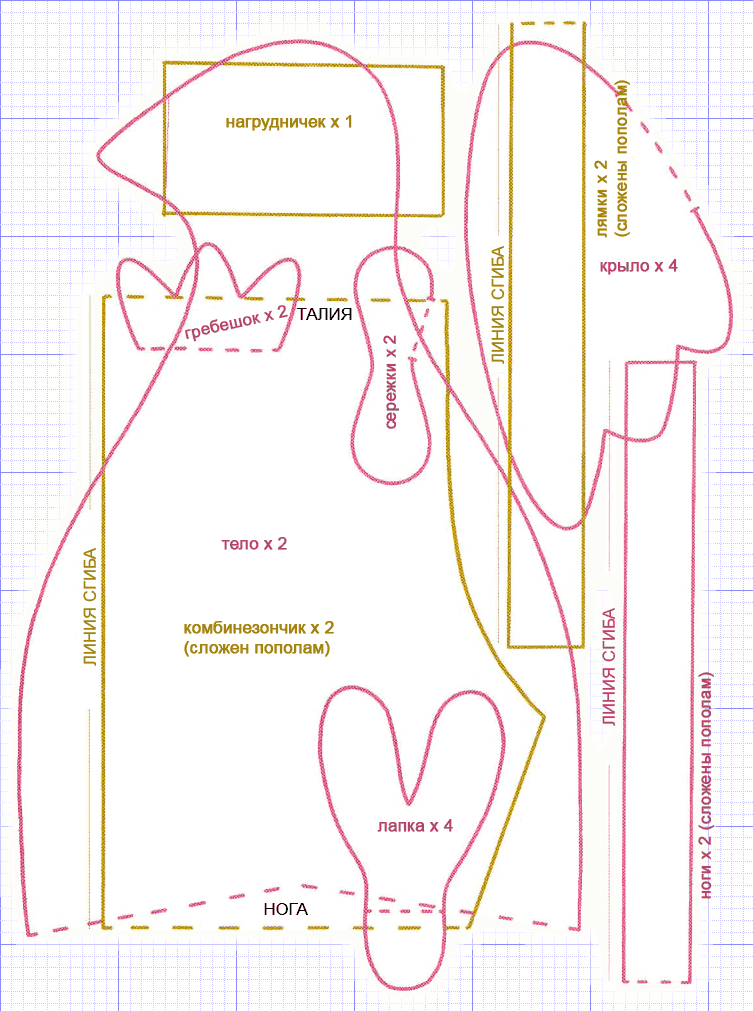 нагрудничек x 1
лямки x 2
(сложены пополам)
ЛИНИЯ СГИБА
крыло x 4
гребешок x 2
ТАЛИЯ
сережки x 2
тело x 2
ЛИНИЯ СГИБА
комбинезончик x 2
(сложен пополам)
ЛИНИЯ СГИБА
ноги x 2 (сложены пополам)
лапка x 4
НОГА